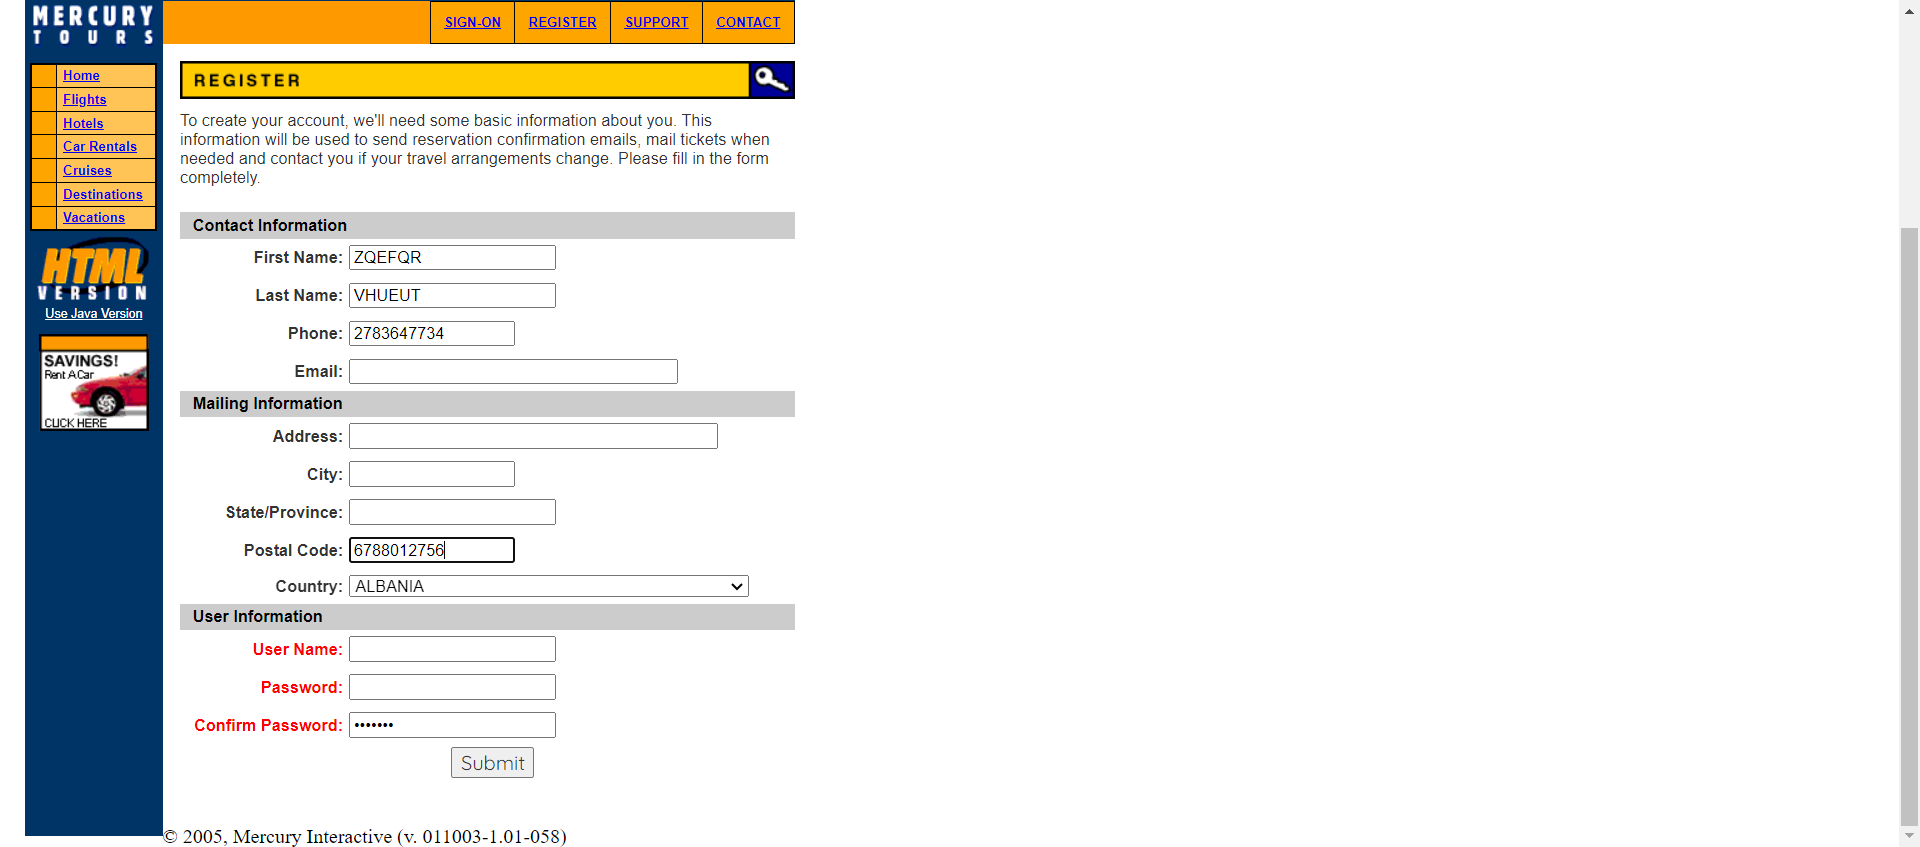 MERCURY
TOURS
SIGN-ON REGISTER SUPPORT CONTACT
Home
Flights
Hotels
Car Rentals
Cruises
Destinations
Vacations
HTML
VERSION
Use Java Version
SAVINGS!
Rent A Car
CLICK HERE
REGISTER
To create your account, we'll need some basic information about you. This
information will be used to send reservation confirmation emails, mail tickets when
needed and contact you if your travel arrangements change. Please fill in the form
completely.
Contact Information
First Name: ZQEFQR
Last Name: VHUEUT
Phone: 2783647734
Email:
Mailing Information
Address:
City:
State/Province:
Postal Code: 6788012756
Country: ALBANIA
User Information
User Name:
Password:
Confirm Password: •••••••
Submit
© 2005, Mercury Interactive (v. 011003-1.01-058)